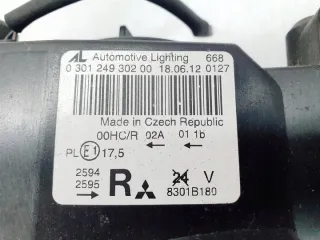 AL Automotive Lighting 668
0 301 249 302 00 18.06.12 0127
Made in Czech Republic
00HC/R 02A 01 1b
← ←
PL E1 17,5
2594
2595 R 24 V
→ 8301B180